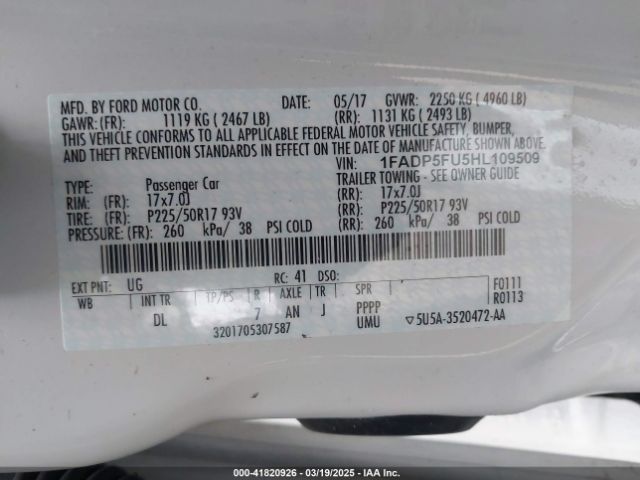 MFD. BY FORD MOTOR CO. DATE: 05/17 GVWR: 2250 KG ( 4960 LB)
GAWR: (FR): 1119 KG ( 2467 LB) (RR): 1131 KG ( 2493 LB)
THIS VEHICLE CONFORMS TO ALL APPLICABLE FEDERAL MOTOR VEHICLE SAFETY, BUMPER,
AND THEFT PREVENTION STANDARDS IN EFFECT ON THE DATE OF MANUFACTURE SHOWN ABOVE.
VIN: 1FADP5FU5HL109509
TYPE: Passenger Car TRAILER TOWING - SEE OWNER GUIDE
RIM: (FR): 17x7.0J (RR): 17x7.0J
TIRE: (FR): P225/50R17 93V (RR): P225/50R17 93V
PRESSURE: (FR): 260 kPa/ 38 PSI COLD (RR): 260 kPa/ 38 PSI COLD
EXT PNT: UG RC: 41 DSO:
WB INT TR TP/PS R AXLE TR SPR F0111
DL 7 AN J PPPP R0113
3201705307587 UMU ▽5U5A-3520472-AA
000-41820926 - 03/19/2025 - IAA Inc.